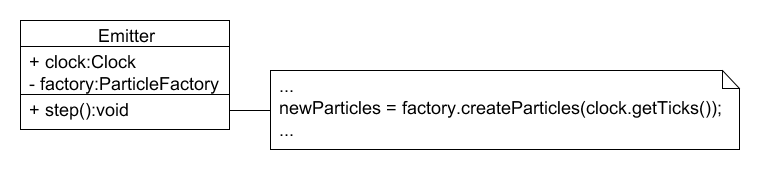 Emitter
+ clock:Clock
- factory:ParticleFactory
+ step():void
...
newParticles = factory.createParticles(clock.getTicks());
...